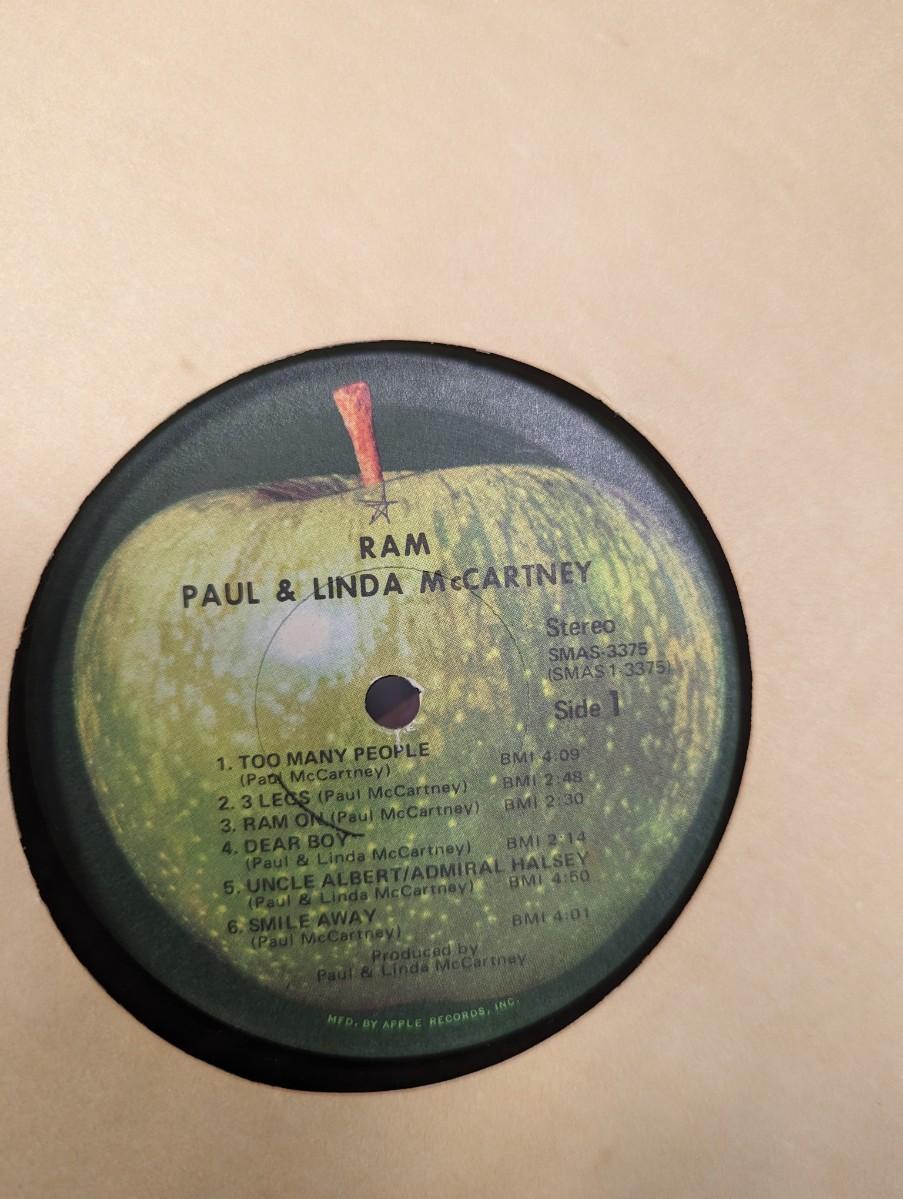 RAM
PAUL & LINDA McCARTNEY
Stereo
SMAS-3375
(SMAS 1-3375)
Side 1
1. TOO MANY PEOPLE BMI 4:09
(Paul McCartney)
2. 3 LEGS (Paul McCartney) BMI 2:48
3. RAM ON (Paul McCartney) BMI 2:30
4. DEAR BOY BMI 2:14
(Paul & Linda McCartney)
5. UNCLE ALBERT/ADMIRAL HALSEY
(Paul & Linda McCartney) BMI 4:50
6. SMILE AWAY BMI 4:01
(Paul McCartney)
Produced by
Paul & Linda McCartney
MFD. BY APPLE RECORDS, INC.